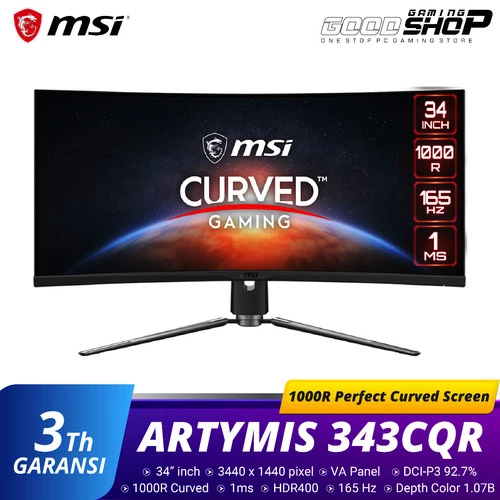 msi
GAMING
GOOD SHOP
ONE STOP PC GAMING STORE
msi
CURVED™
GAMING
34
INCH
1000
R
165
HZ
1
MS
msi
1000R Perfect Curved Screen
3Th
GARANSI
ARTYMIS 343CQR
34” inch
3440 x 1440 pixel
VA Panel
DCI-P3 92.7%
1000R Curved
1ms
HDR400
165 Hz
Depth Color 1.07B